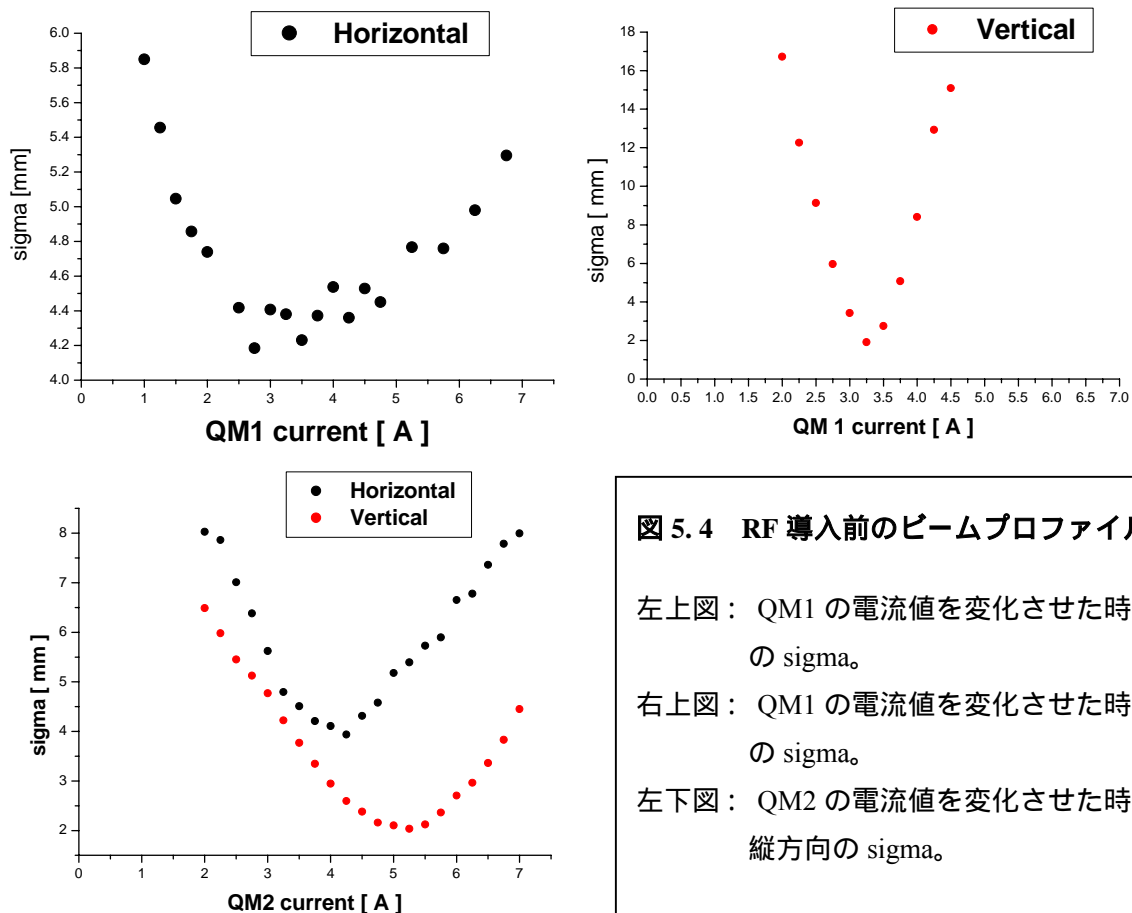 Horizontal
6.0
5.8
5.6
5.4
5.2
5.0
4.8
4.6
4.4
4.2
4.0
sigma [mm]
0 1 2 3 4 5 6 7
QM1 current [ A ]
Vertical
18
16
14
12
10
8
6
4
2
0
sigma [ mm ]
0.0 0.5 1.0 1.5 2.0 2.5 3.0 3.5 4.0 4.5 5.0 5.5 6.0 6.5 7.0
QM 1 current [ A ]
Horizontal
Vertical
8
7
6
5
4
3
2
sigma [ mm ]
0 1 2 3 4 5 6 7
QM2 current [ A ]
図 5. 4 RF 導入前のビームプロファイル
左上図： QM1 の電流値を変化させた時
の sigma。
右上図： QM1 の電流値を変化させた時
の sigma。
左下図： QM2 の電流値を変化させた時
縦方向の sigma。